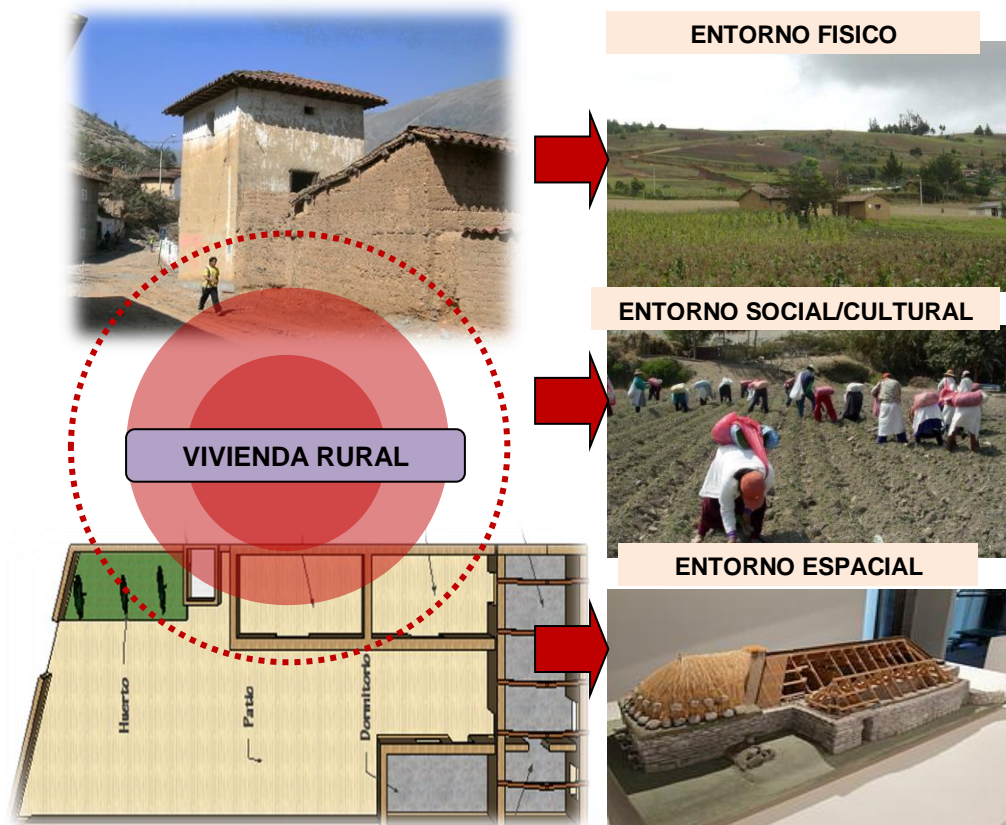 ENTORNO FISICO
ENTORNO SOCIAL/CULTURAL
VIVIENDA RURAL
ENTORNO ESPACIAL
Huerto
Patio
Dormitorio